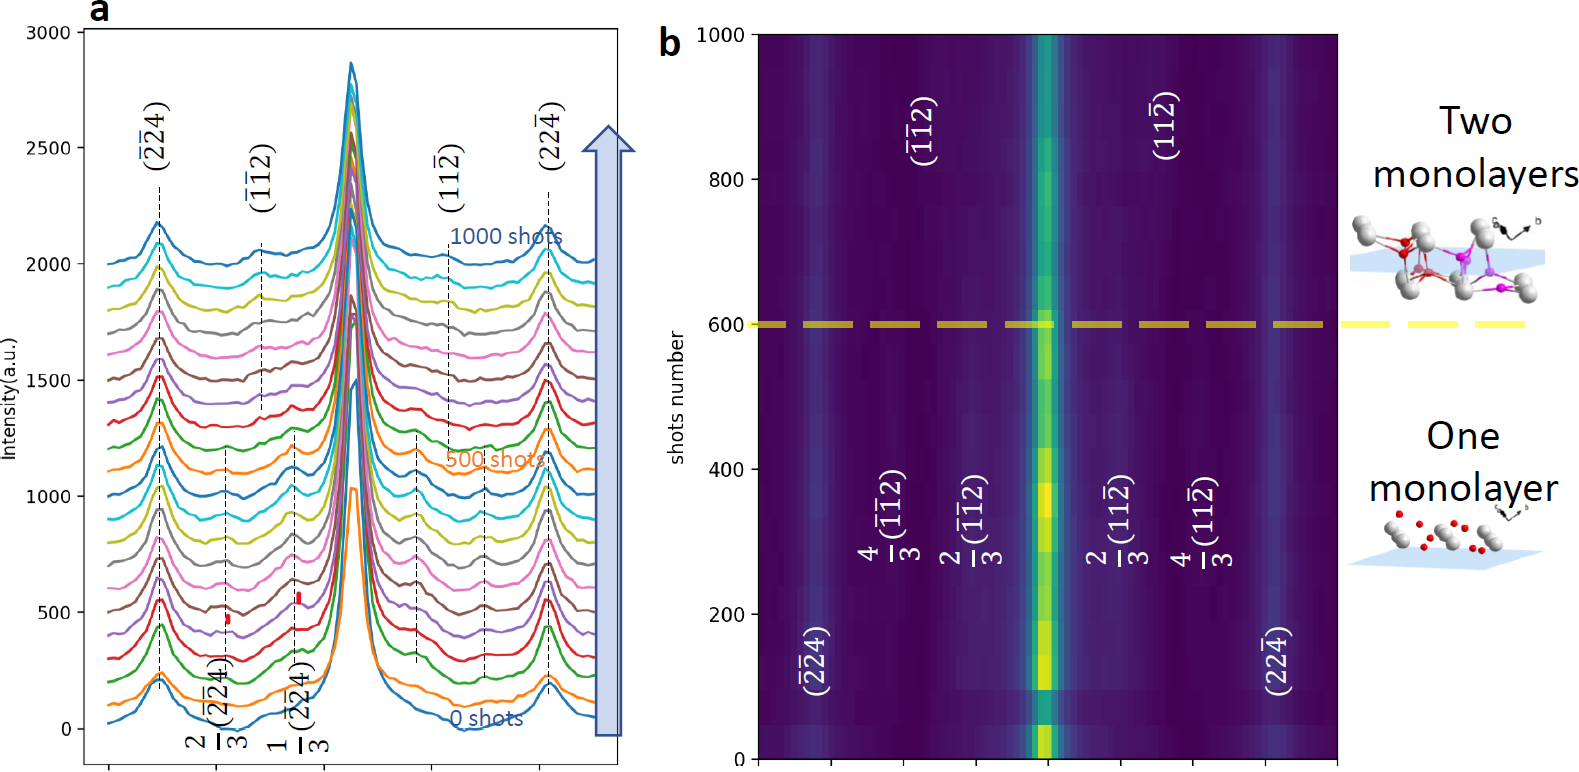 a
3000
2500
2000
1500
1000
500
0
Intensity(a.u.)
(2̅2̅4)
(1̅1̅2)
(112̅)
(224̅)
1000 shots
500 shots
0 shots
2/3 (2̅2̅4)
1/3 (2̅2̅4)
b
1000
800
600
400
200
0
shots number
(1̅1̅2)
(112̅)
4/3 (1̅1̅2)
2/3 (1̅1̅2)
2/3 (112̅)
4/3 (112̅)
(2̅2̅4)
(224̅)
Two
monolayers
One
monolayer